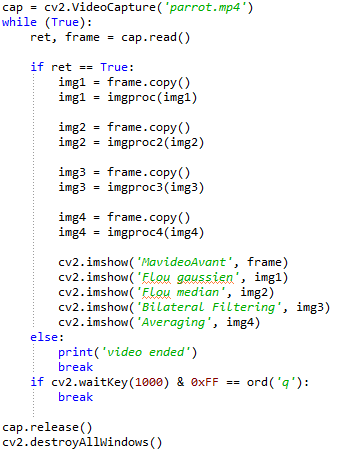 cap = cv2.VideoCapture('parrot.mp4')
while (True):
    ret, frame = cap.read()

    if ret == True:
        img1 = frame.copy()
        img1 = imgproc(img1)

        img2 = frame.copy()
        img2 = imgproc2(img2)

        img3 = frame.copy()
        img3 = imgproc3(img3)

        img4 = frame.copy()
        img4 = imgproc4(img4)

        cv2.imshow('MavideoAvant', frame)
        cv2.imshow('Flou gaussien', img1)
        cv2.imshow('Flou median', img2)
        cv2.imshow('Bilateral Filtering', img3)
        cv2.imshow('Averaging', img4)
    else:
        print('video ended')
        break
    if cv2.waitKey(1000) & 0xFF == ord('q'):
        break

cap.release()
cv2.destroyAllWindows()